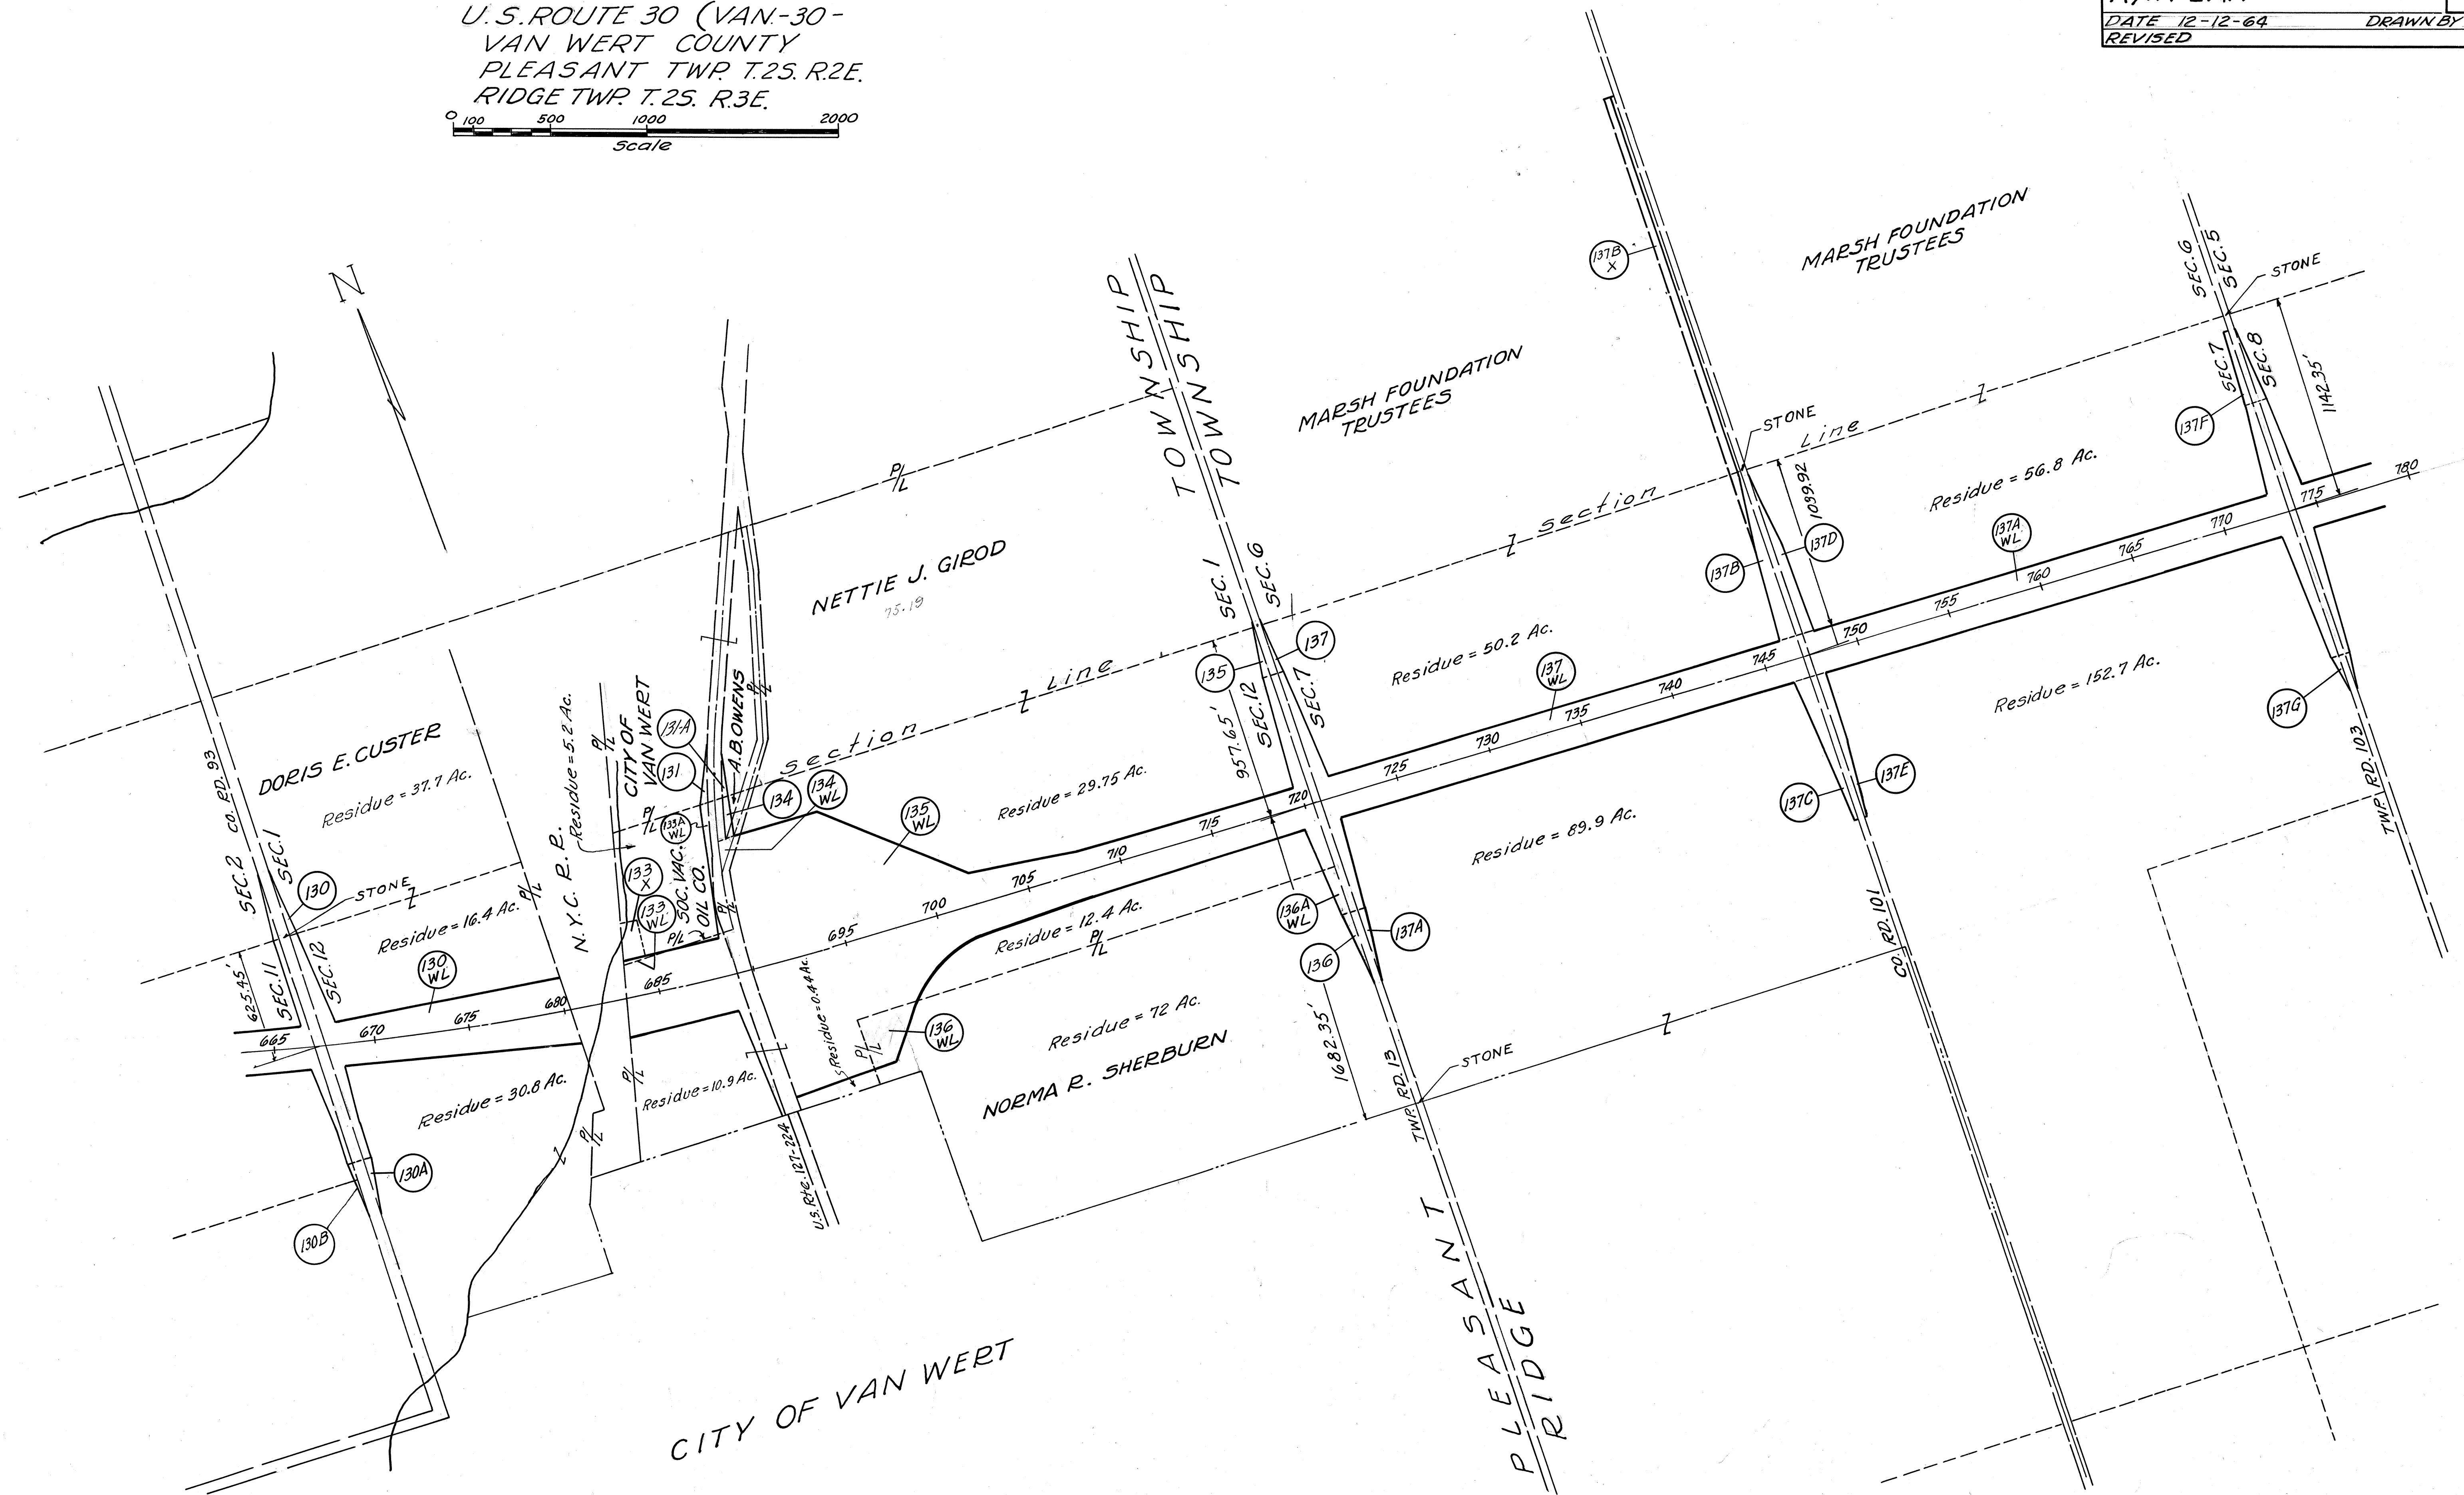 U.S. ROUTE 30 (VAN.-30-
VAN WERT COUNTY
PLEASANT TWP. T.2S. R.2E.
RIDGE TWP. T.2S. R.3E.
0 100 500 1000 2000
Scale
DATE 12-12-64 DRAWN BY
REVISED
N
MARSH FOUNDATION
TRUSTEES
SEC. 6
SEC. 5
STONE
137B
X
TOWNSHIP
TOWNSHIP
MARSH FOUNDATION
TRUSTEES
STONE
Line
SEC. 7
SEC. 8
1142.35'
137F
1099.92
Residue = 56.8 Ac.
780
775
770
765
760
755
750
745
740
735
730
725
720
715
710
705
700
695
685
680
675
670
665
137A
WL
137D
137B
Section
P/L
NETTIE J. GIROD
75.19
SEC. 1
SEC. 6
137
135
Residue = 50.2 Ac.
137
WL
SEC. 12
SEC. 7
957.65'
Residue = 152.7 Ac.
137G
TWP. RD. 103
Section Line
Residue = 29.75 Ac.
135
WL
134
WL
134
A.B. OWENS
P/L
131-A
131
CITY OF
VAN WERT
P/L
Residue = 5.2 Ac.
P/L
133A
WL
SOC. VAC.
OIL CO.
133
X
133
WL
P/L
P/L
N.Y.C. R.R.
CO. RD. 93
DORIS E. CUSTER
Residue = 37.7 Ac.
SEC. 2
SEC. 1
130
STONE
P/L
Residue = 16.4 Ac.
130
WL
SEC. 11
SEC. 12
625.45'
Residue = 30.8 Ac.
130A
130B
P/L
P/L
Residue = 10.9 Ac.
U.S. Rte. 127-224
Residue = 0.44 Ac.
P/L
136
WL
Residue = 12.4 Ac.
P/L
Residue = 72 Ac.
NORMA R. SHERBURN
136A
WL
136
137A
1682.35'
TWP. RD. 13
STONE
Residue = 89.9 Ac.
137C
137E
CO. RD. 101
PLEASANT
RIDGE
CITY OF VAN WERT